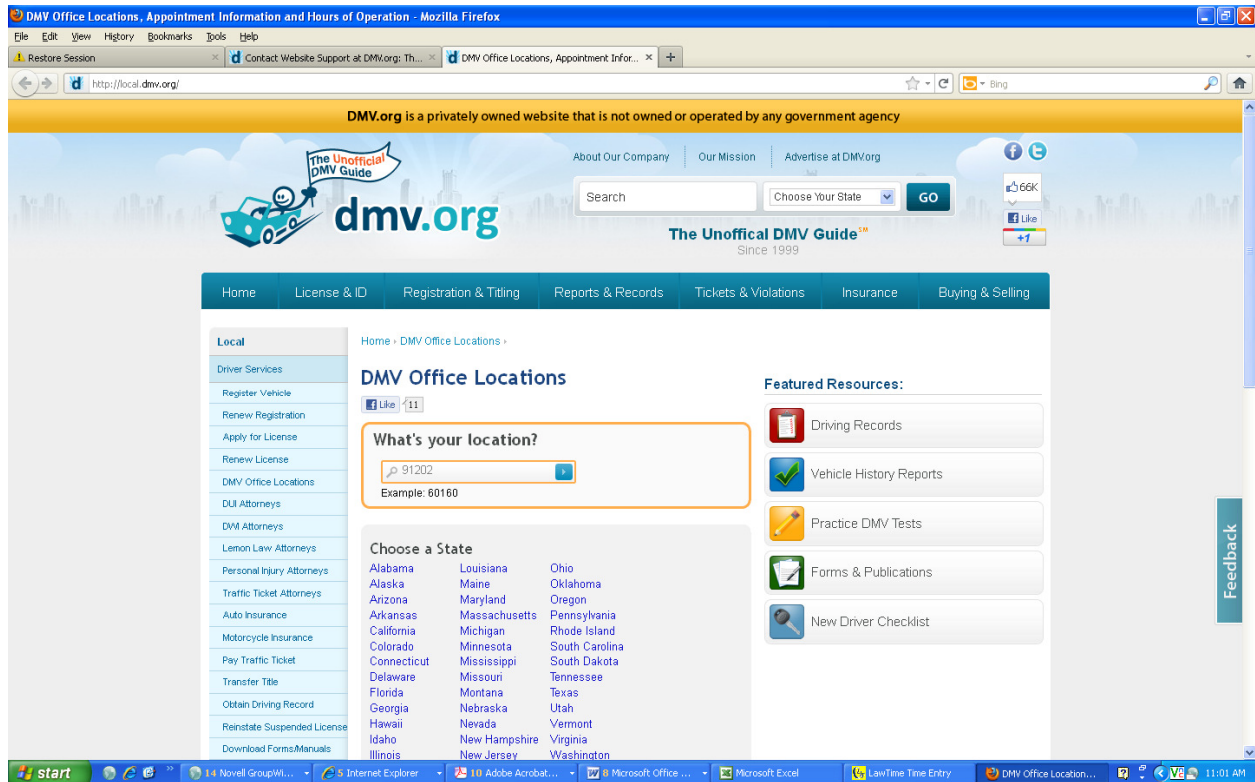 DMV Office Locations, Appointment Information and Hours of Operation - Mozilla Firefox
File Edit View History Bookmarks Tools Help
Restore Session
Contact Website Support at DMV.org: Th...
DMV Office Locations, Appointment Infor...
http://local.dmv.org/
Bing
DMV.org is a privately owned website that is not owned or operated by any government agency
The Unofficial
DMV Guide
dmv.org
About Our Company
Our Mission
Advertise at DMV.org
Search
Choose Your State
GO
The Unoffical DMV Guide℠
Since 1999
66K
Like
+1
Home
License & ID
Registration & Titling
Reports & Records
Tickets & Violations
Insurance
Buying & Selling
Local
Driver Services
Register Vehicle
Renew Registration
Apply for License
Renew License
DMV Office Locations
DUI Attorneys
DWI Attorneys
Lemon Law Attorneys
Personal Injury Attorneys
Traffic Ticket Attorneys
Auto Insurance
Motorcycle Insurance
Pay Traffic Ticket
Transfer Title
Obtain Driving Record
Reinstate Suspended License
Download Forms/Manuals
Home › DMV Office Locations ›
DMV Office Locations
Like 11
What's your location?
91202
Example: 60160
Choose a State
Alabama Louisiana Ohio
Alaska Maine Oklahoma
Arizona Maryland Oregon
Arkansas Massachusetts Pennsylvania
California Michigan Rhode Island
Colorado Minnesota South Carolina
Connecticut Mississippi South Dakota
Delaware Missouri Tennessee
Florida Montana Texas
Georgia Nebraska Utah
Hawaii Nevada Vermont
Idaho New Hampshire Virginia
Illinois New Jersey Washington
Featured Resources:
Driving Records
Vehicle History Reports
Practice DMV Tests
Forms & Publications
New Driver Checklist
Feedback
start
14 Novell GroupWi...
5 Internet Explorer
10 Adobe Acrobat...
8 Microsoft Office ...
Microsoft Excel
LawTime Time Entry
DMV Office Location...
11:01 AM